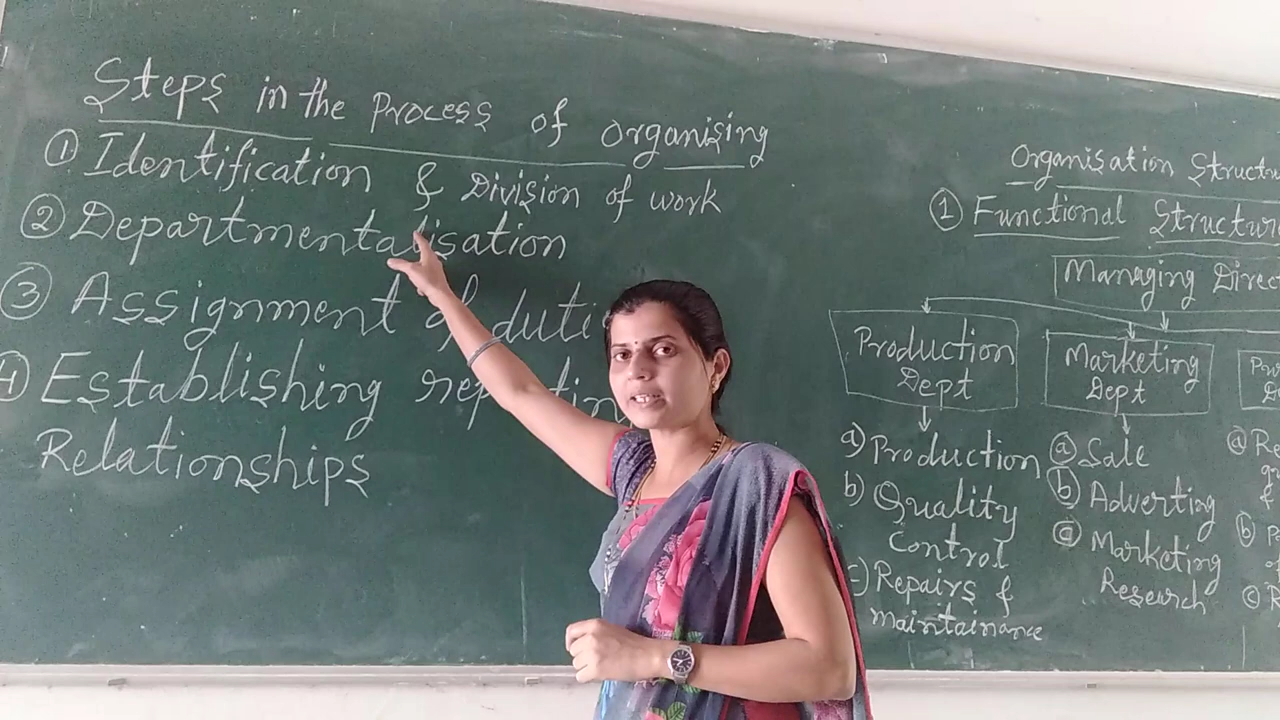 Steps in the Process of Organising
① Identification & Division of work
② Departmentalisation
③ Assignment of
④ Establishing
Relationships
Organisation
① Functional
Managing
Production
Dept
Marketing
Dept
a) Production
b) Quality
Control
c) Repairs &
maintainance
ⓐ Sale
ⓑ Adverting
ⓐ Marketing
Research